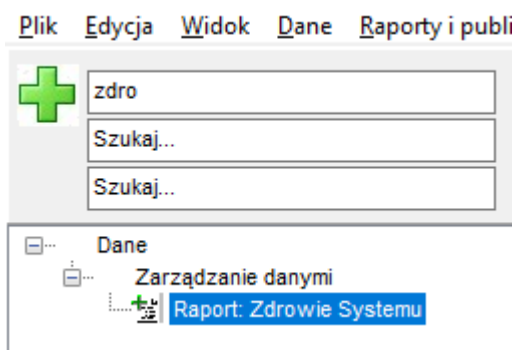 Plik Edycja Widok Dane Raporty i publi
zdro
Szukaj...
Szukaj...
Dane
Zarządzanie danymi
Raport: Zdrowie Systemu